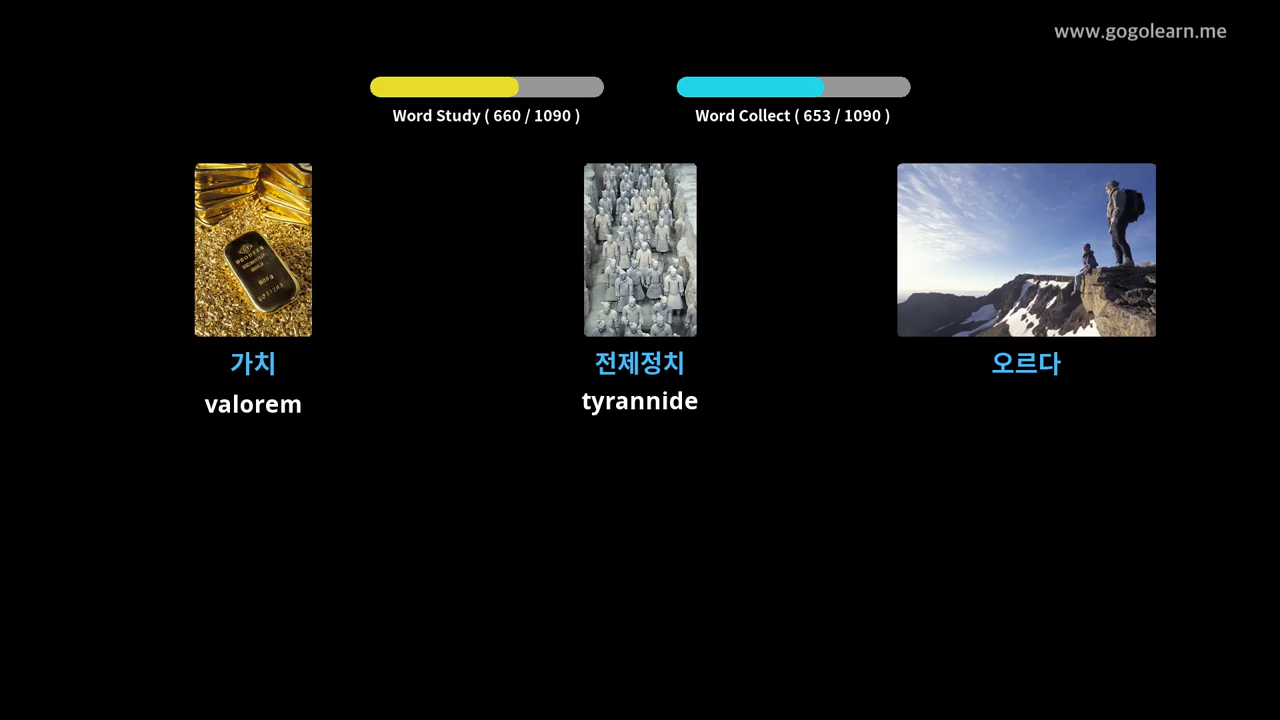 www.gogolearn.me
Word Study ( 660 / 1090 )
Word Collect ( 653 / 1090 )
가치
valorem
전제정치
tyrannide
오르다